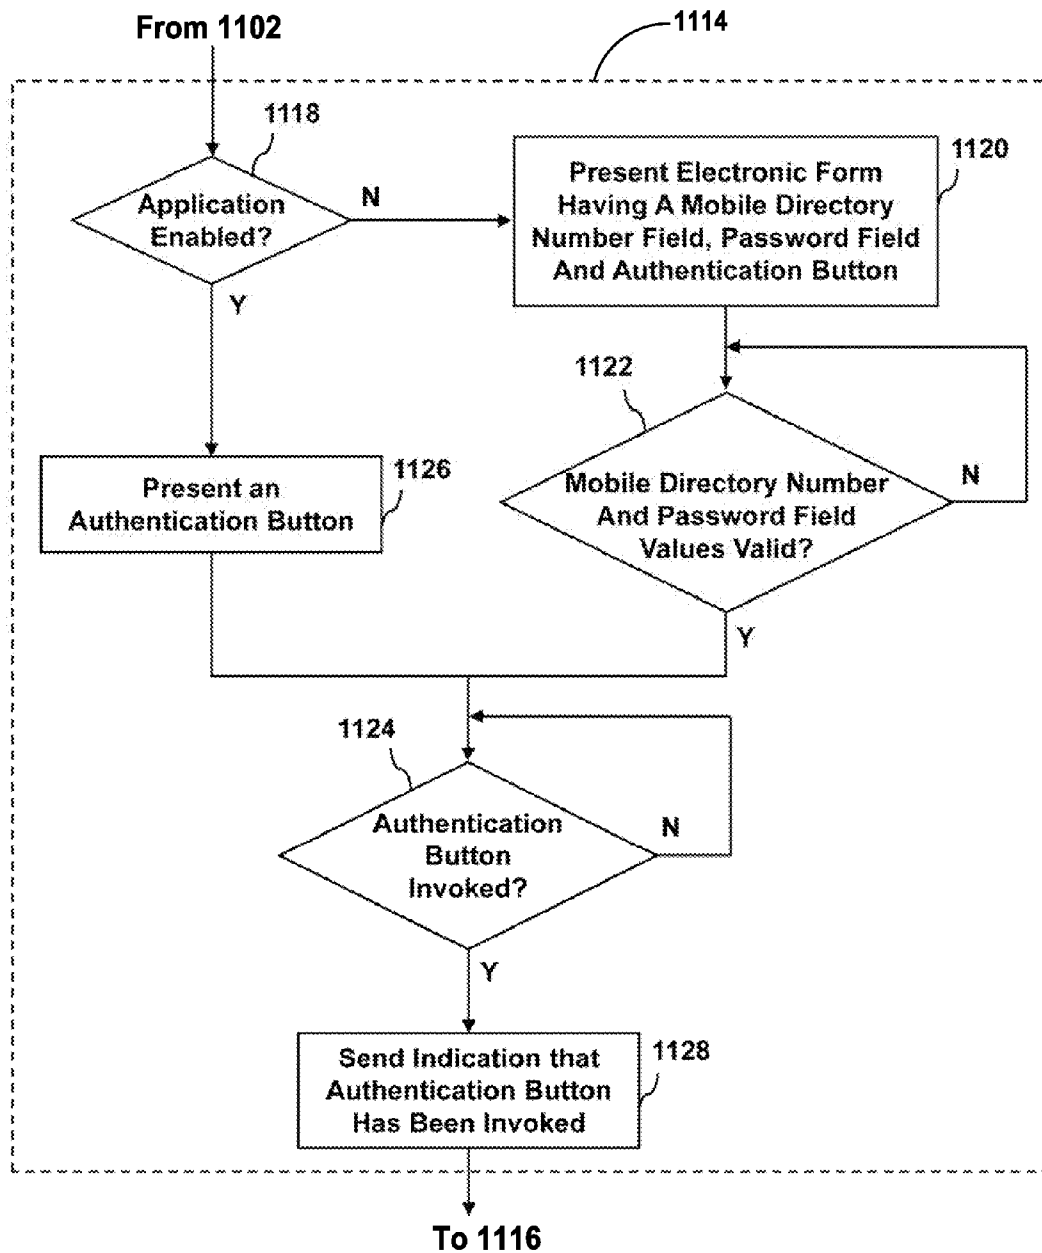 From 1102
1114
1118
Application
Enabled?
N
Y
Present Electronic Form
Having A Mobile Directory
Number Field, Password Field
And Authentication Button
1120
1122
Mobile Directory Number
And Password Field
Values Valid?
N
Y
Present an
Authentication Button
1126
1124
Authentication
Button
Invoked?
N
Y
Send Indication that
Authentication Button
Has Been Invoked
1128
To 1116